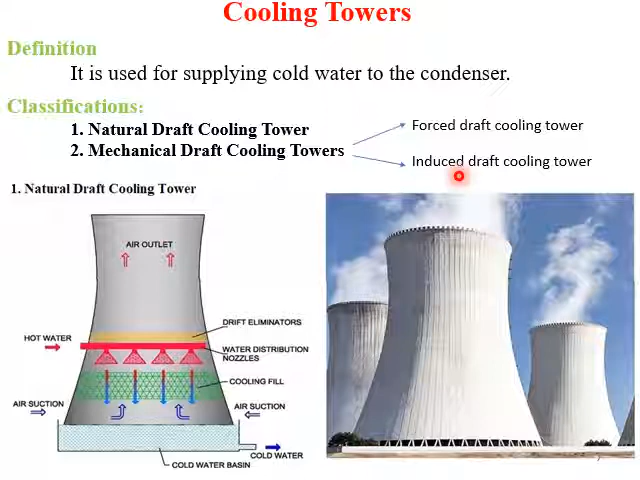 Cooling Towers
Definition
It is used for supplying cold water to the condenser.
Classifications:
1. Natural Draft Cooling Tower
2. Mechanical Draft Cooling Towers
Forced draft cooling tower
Induced draft cooling tower
1. Natural Draft Cooling Tower
AIR OUTLET
DRIFT ELIMINATORS
HOT WATER
WATER DISTRIBUTION
NOZZLES
COOLING FILL
AIR SUCTION
AIR SUCTION
COLD WATER
COLD WATER BASIN